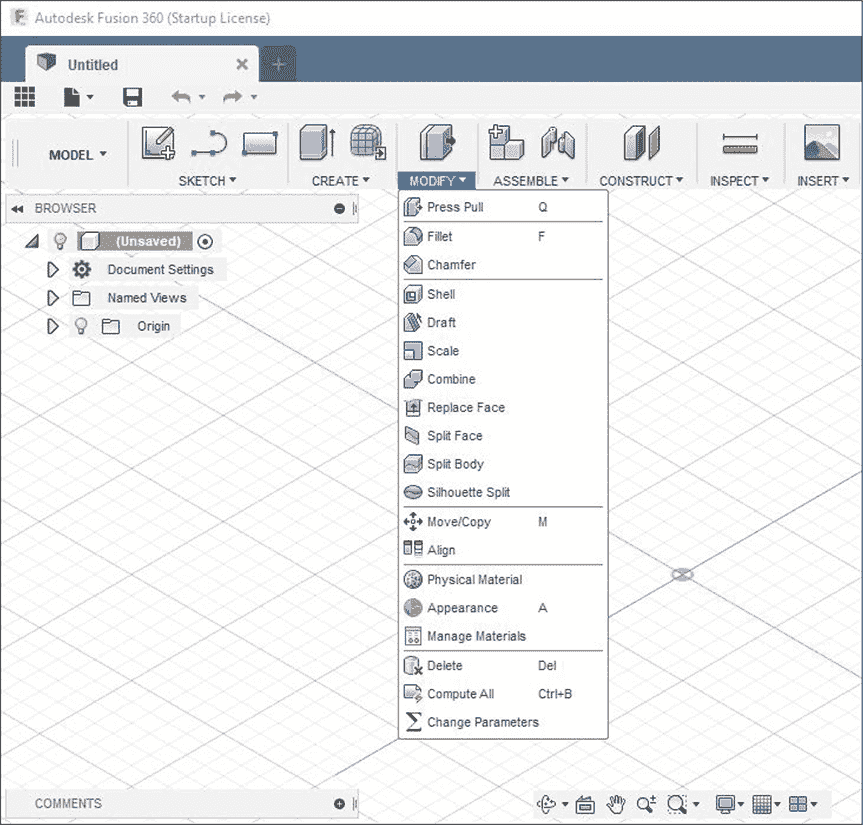 Autodesk Fusion 360 (Startup License)
Untitled
MODEL
SKETCH
CREATE
MODIFY
ASSEMBLE
CONSTRUCT
INSPECT
INSERT
BROWSER
(Unsaved)
Document Settings
Named Views
Origin
Press Pull Q
Fillet F
Chamfer
Shell
Draft
Scale
Combine
Replace Face
Split Face
Split Body
Silhouette Split
Move/Copy M
Align
Physical Material
Appearance A
Manage Materials
Delete Del
Compute All Ctrl+B
Change Parameters
COMMENTS